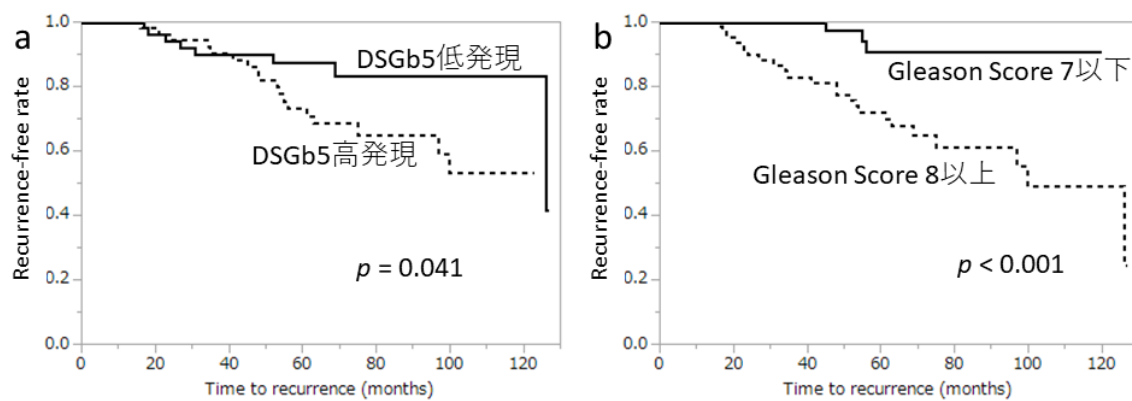 a
1.0
0.8
0.6
0.4
0.2
0.0
Recurrence-free rate
DSGb5低発現
DSGb5高発現
p = 0.041
0 20 40 60 80 100 120
Time to recurrence (months)
b
1.0
0.8
0.6
0.4
0.2
0.0
Recurrence-free rate
Gleason Score 7以下
Gleason Score 8以上
p < 0.001
0 20 40 60 80 100 120
Time to recurrence (months)